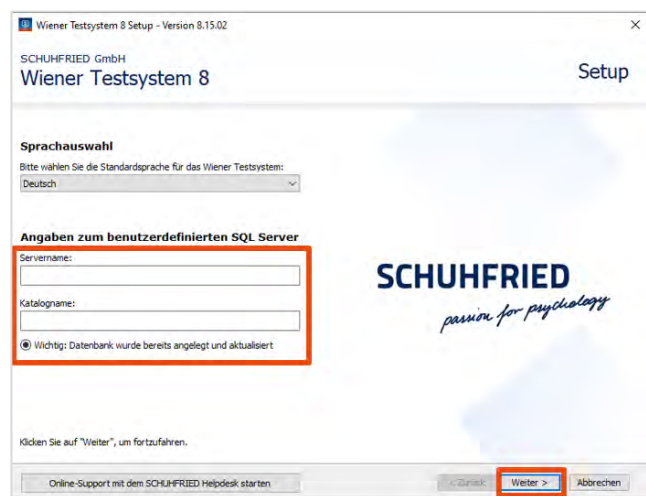 Wiener Testsystem 8 Setup - Version 8.15.02
SCHUHFRIED GmbH
Wiener Testsystem 8
Setup
Sprachauswahl
Bitte wählen Sie die Standardsprache für das Wiener Testsystem:
Deutsch
Angaben zum benutzerdefinierten SQL Server
Servername:
Katalogname:
Wichtig: Datenbank wurde bereits angelegt und aktualisiert
SCHUHFRIED
passion for psychology
Klicken Sie auf "Weiter", um fortzufahren.
Online-Support mit dem SCHUHFRIED Helpdesk starten
< Zurück
Weiter >
Abbrechen